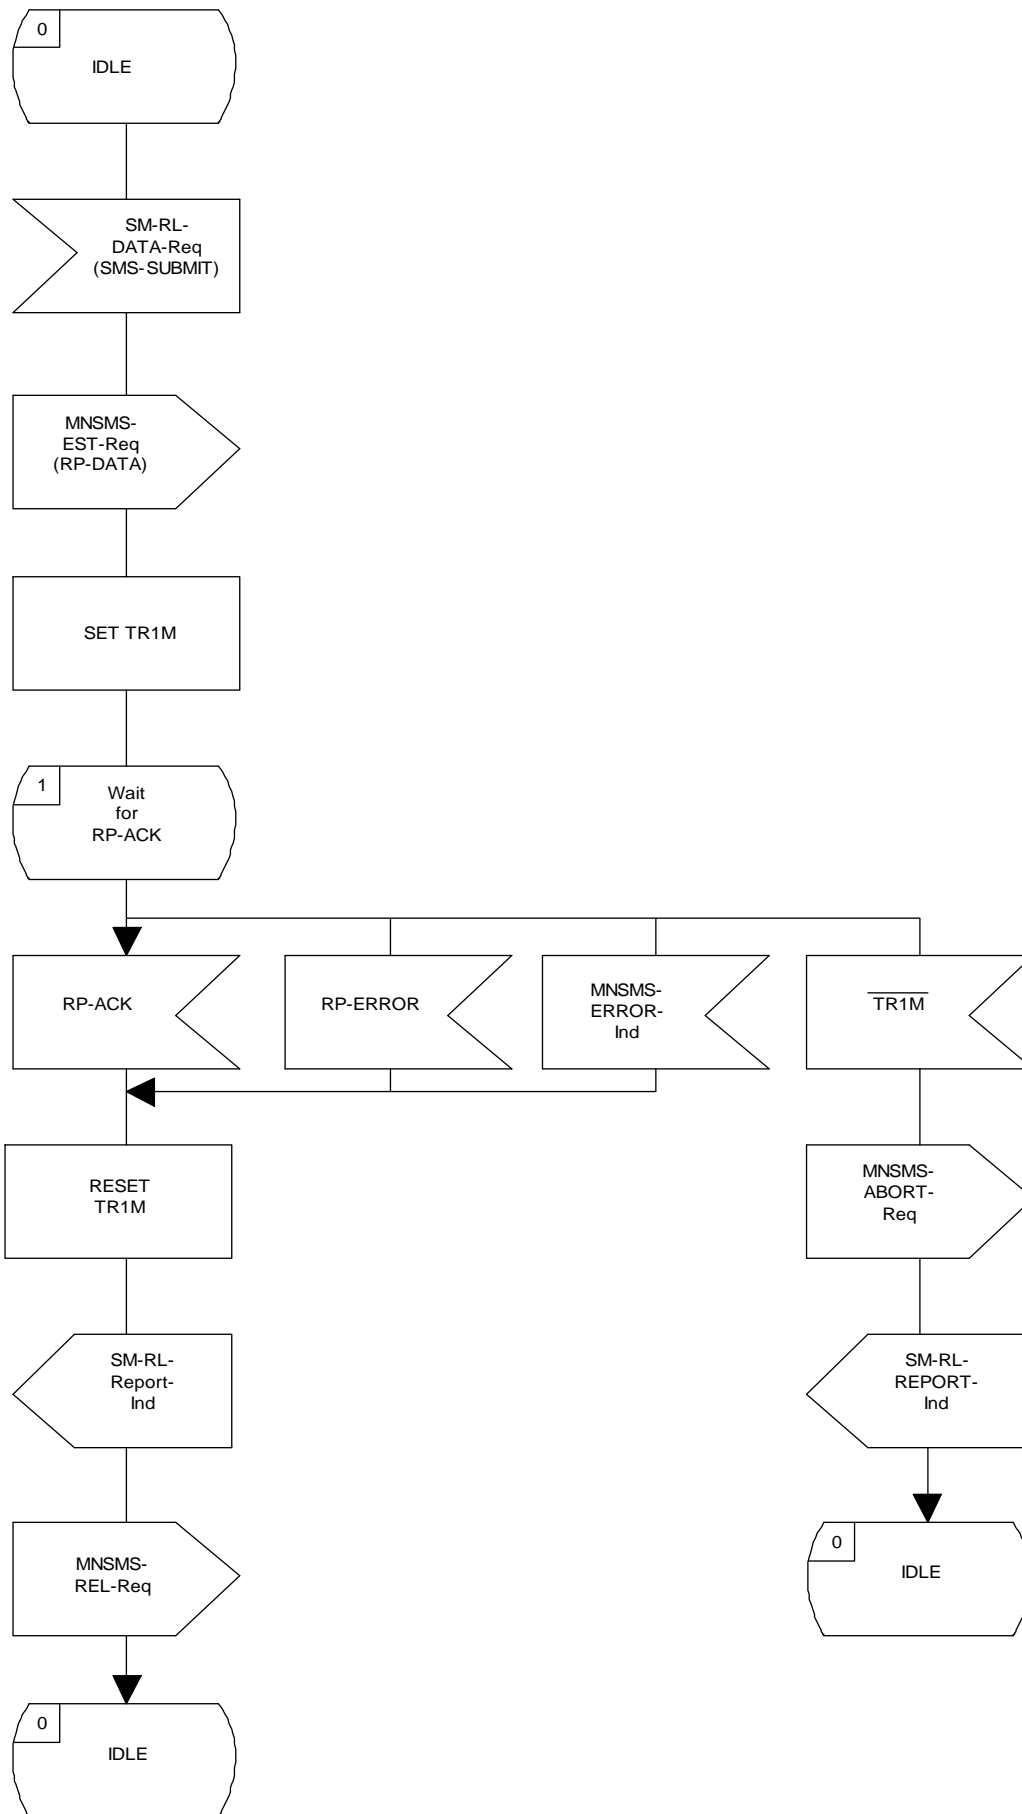 0
IDLE
SM-RL-
DATA-Req
(SMS-SUBMIT)
MNSMS-
EST-Req
(RP-DATA)
SET TR1M
1
Wait
for
RP-ACK
RP-ACK
RP-ERROR
MNSMS-
ERROR-
Ind
TR1M
RESET
TR1M
MNSMS-
ABORT-
Req
SM-RL-
Report-
Ind
SM-RL-
REPORT-
Ind
MNSMS-
REL-Req
0
IDLE
0
IDLE